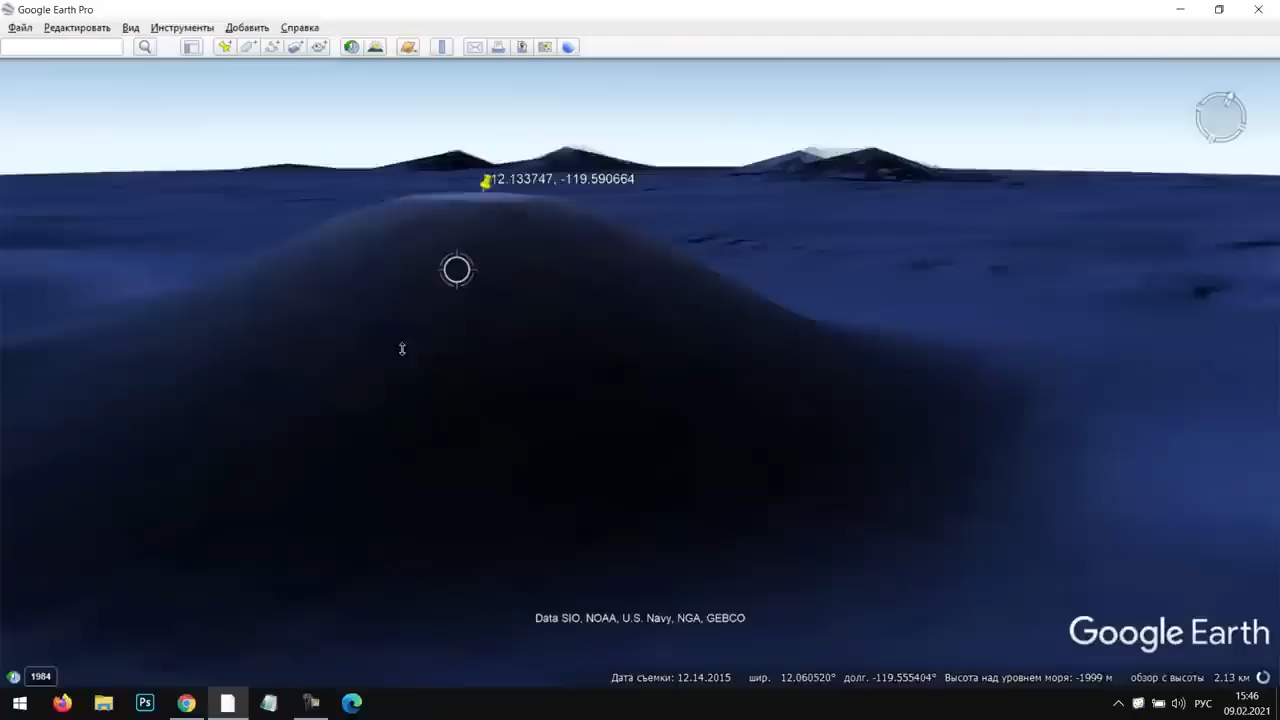 Google Earth Pro
Файл Редактировать Вид Инструменты Добавить Справка
12.133747, -119.590664
Data SIO, NOAA, U.S. Navy, NGA, GEBCO
Google Earth
1984
Дата съемки: 12.14.2015 шир. 12.060520° долг. -119.555404° Высота над уровнем моря: -1999 м обзор с высоты 2.13 км
Ps
РУС
15:46
09.02.2021